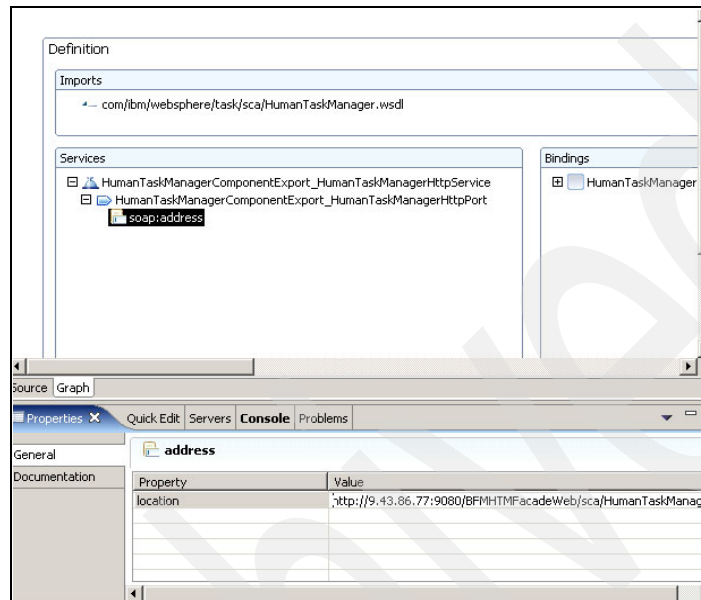 Definition
Imports
com/ibm/websphere/task/sca/HumanTaskManager.wsdl
Services
Bindings
HumanTaskManagerComponentExport_HumanTaskManagerHttpService
HumanTaskManager
HumanTaskManagerComponentExport_HumanTaskManagerHttpPort
soap:address
Source Graph
Properties Quick Edit Servers Console Problems
General
address
Documentation
Property Value
location http://9.43.86.77:9080/BFMHTMFacadeWeb/sca/HumanTaskManag